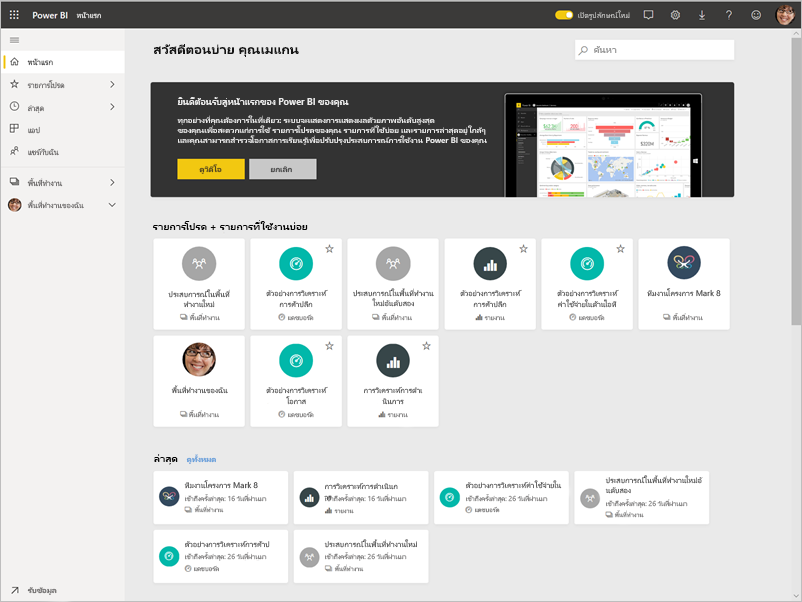 Power BI หน้าแรก
เปิดรูปลักษณ์ใหม่
หน้าแรก
รายการโปรด
ล่าสุด
แอป
แชร์กับฉัน
พื้นที่ทำงาน
พื้นที่ทำงานของฉัน
รับข้อมูล
สวัสดีตอนบ่าย คุณเมแกน
ค้นหา
ยินดีต้อนรับสู่หน้าแรกของ Power BI ของคุณ
ทุกอย่างที่คุณต้องการในที่เดียว: ระบบจะแสดงการแสดงผลด้วยภาพอันดับสูงสุด
ของคุณเพื่อสะดวกแก่การใช้ รายการโปรดของคุณ รายการที่ใช้บ่อย และรายการล่าสุดอยู่ใกล้ๆ
และคุณสามารถสำรวจโอกาสการเรียนรู้เพื่อปรับปรุงประสบการณ์การใช้งาน Power BI ของคุณ
ดูวิดีโอ
ยกเลิก
รายการโปรด + รายการที่ใช้งานบ่อย
ประสบการณ์ในพื้นที่
ทำงานใหม่
พื้นที่ทำงาน
ตัวอย่างการวิเคราะห์
การค้าปลีก
แดชบอร์ด
ประสบการณ์ในพื้นที่ทำงาน
ใหม่อันดับสอง
พื้นที่ทำงาน
ตัวอย่างการวิเคราะห์
การค้าปลีก
รายงาน
ตัวอย่างการวิเคราะห์
ค่าใช้จ่ายในด้านไอที
แดชบอร์ด
ทีมงานโครงการ Mark 8
พื้นที่ทำงาน
พื้นที่ทำงานของฉัน
พื้นที่ทำงาน
ตัวอย่างการวิเคราะห์
โอกาส
แดชบอร์ด
การวิเคราะห์การดำเ
นินการ
รายงาน
ล่าสุด ดูทั้งหมด
ทีมงานโครงการ Mark 8
เข้าถึงครั้งล่าสุด: 16 วันที่ผ่านมา
พื้นที่ทำงาน
การวิเคราะห์การดำเนินก
เข้าถึงครั้งล่าสุด: 16 วันที่ผ่านมา
รายงาน
ตัวอย่างการวิเคราะห์ค่าใช้จ่ายใน
เข้าถึงครั้งล่าสุด: 26 วันที่ผ่านมา
แดชบอร์ด
ประสบการณ์ในพื้นที่ทำงานใหม่อั
นดับสอง
เข้าถึงครั้งล่าสุด: 26 วันที่ผ่านมา
พื้นที่ทำงาน
ตัวอย่างการวิเคราะห์การค้าป
เข้าถึงครั้งล่าสุด: 26 วันที่ผ่านมา
แดชบอร์ด
ประสบการณ์ในพื้นที่ทำงานใหม่
เข้าถึงครั้งล่าสุด: 26 วันที่ผ่านมา
พื้นที่ทำงาน